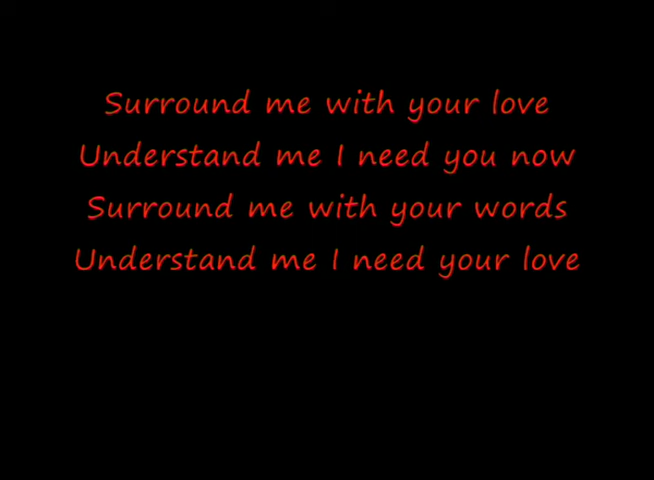 Surround me with your love
Understand me I need you now
Surround me with your words
Understand me I need your love